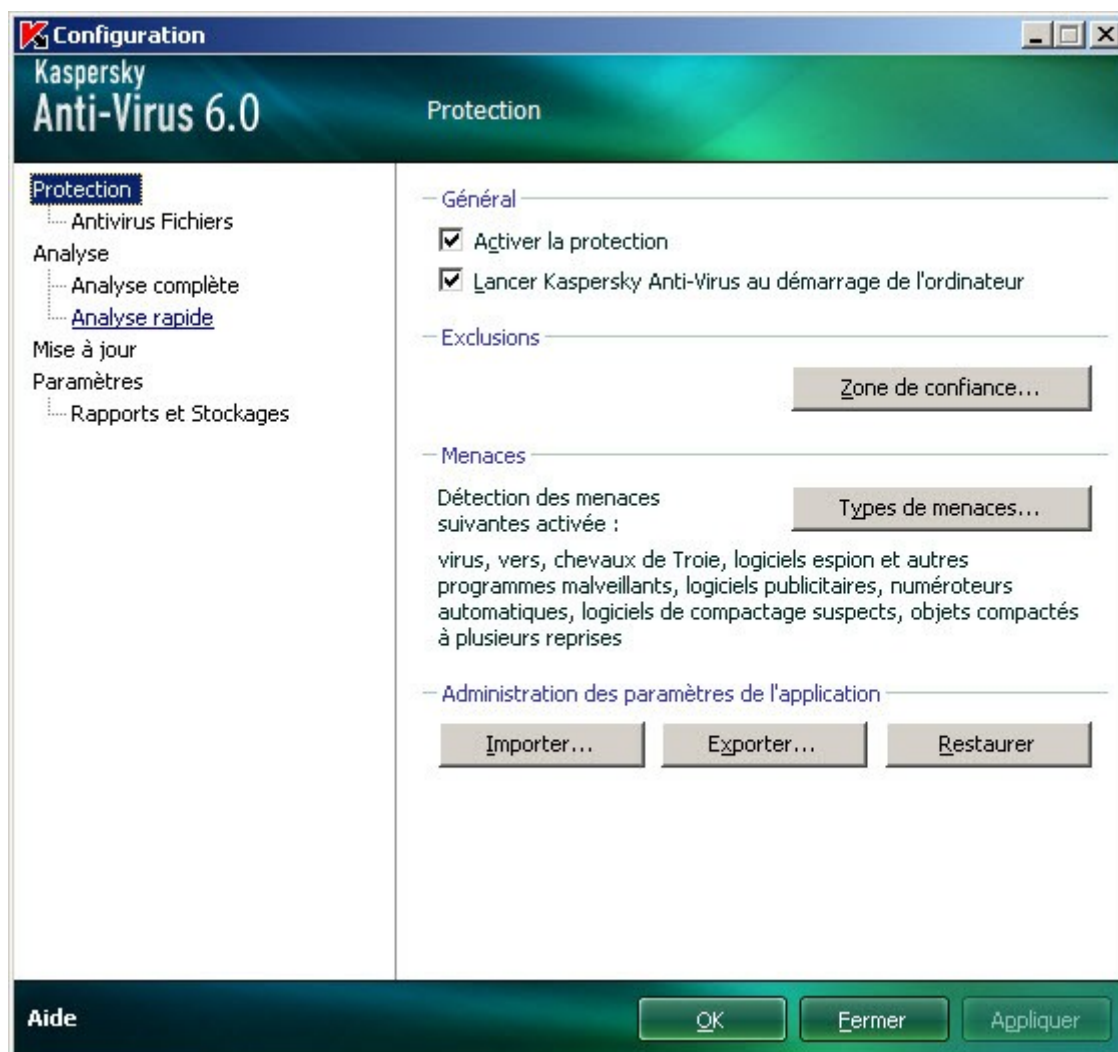 Configuration
Kaspersky
Anti-Virus 6.0
Protection
Protection
Antivirus Fichiers
Analyse
Analyse complète
Analyse rapide
Mise à jour
Paramètres
Rapports et Stockages
Général
Activer la protection
Lancer Kaspersky Anti-Virus au démarrage de l'ordinateur
Exclusions
Zone de confiance...
Menaces
Détection des menaces
suivantes activée :
Types de menaces...
virus, vers, chevaux de Troie, logiciels espion et autres
programmes malveillants, logiciels publicitaires, numéroteurs
automatiques, logiciels de compactage suspects, objets compactés
à plusieurs reprises
Administration des paramètres de l'application
Importer...
Exporter...
Restaurer
Aide
OK
Fermer
Appliquer